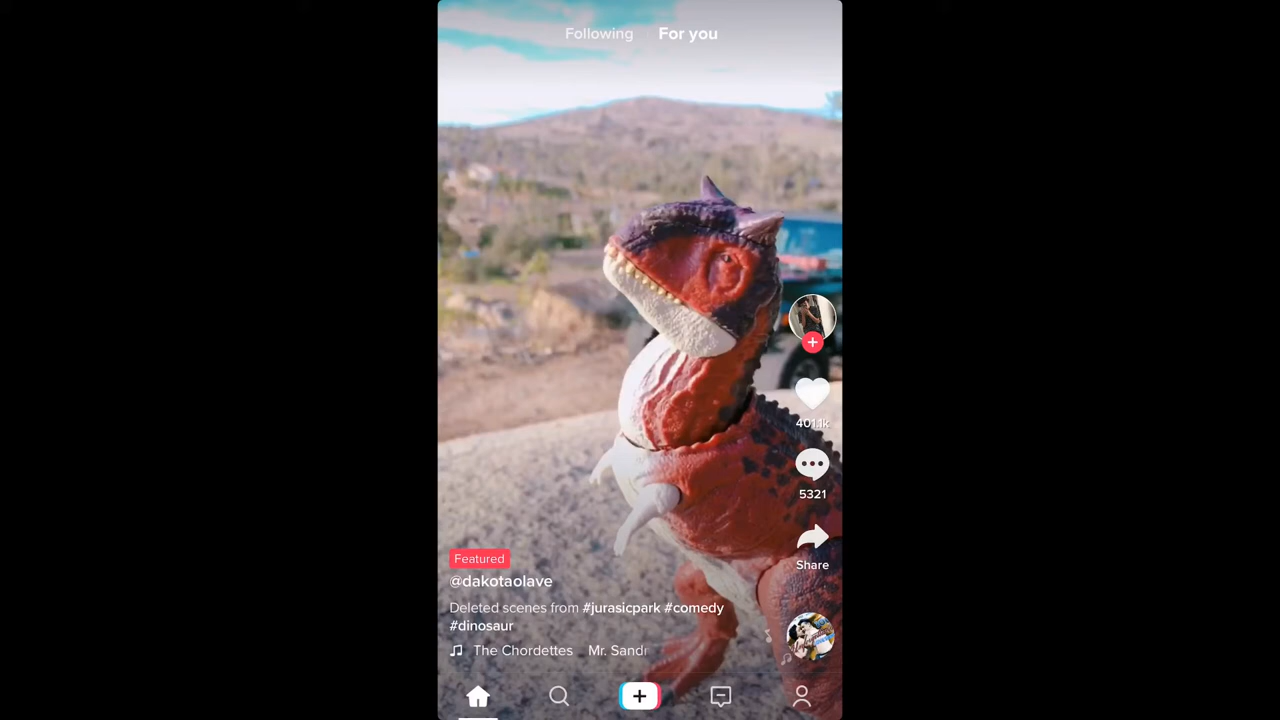 Following For you
401.1k
5321
Share
Featured
@dakotaolave
Deleted scenes from #jurasicpark #comedy
#dinosaur
The Chordettes Mr. Sandr